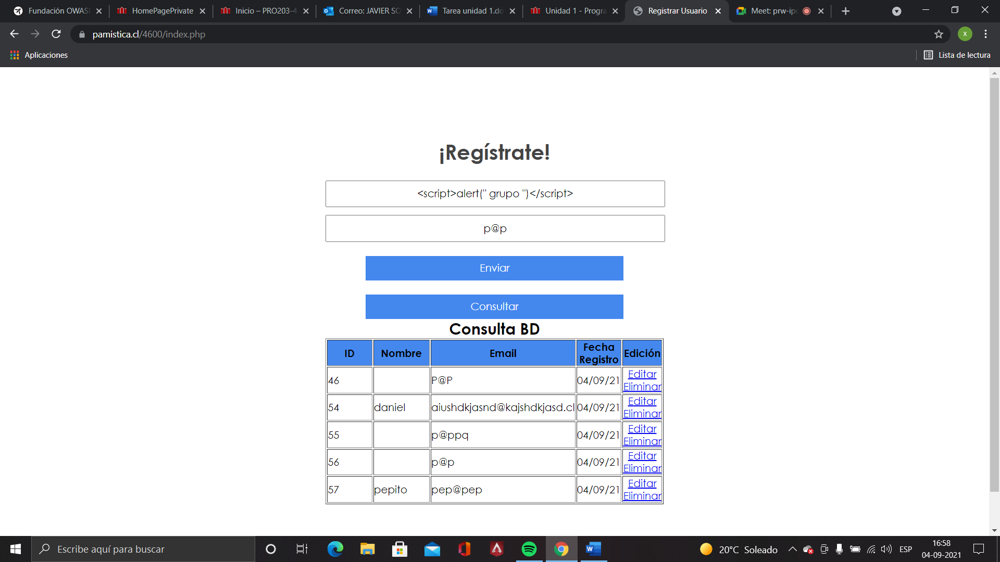 Fundación OWAS
HomePagePrivate
Inicio – PRO203-4
Correo: JAVIER SO
Tarea unidad 1.do
Unidad 1 - Progra
Registrar Usuario
Meet: prw-ip
pamistica.cl/4600/index.php
x
Aplicaciones
Lista de lectura
¡Regístrate!
<script>alert(" grupo ")</script>
p@p
Enviar
Consultar
Consulta BD
ID Nombre Email Fecha Registro Edición
46 P@P 04/09/21 Editar Eliminar
54 daniel aiushdkjasnd@kajshdkjasd.cl 04/09/21 Editar Eliminar
55 p@ppq 04/09/21 Editar Eliminar
56 p@p 04/09/21 Editar Eliminar
57 pepito pep@pep 04/09/21 Editar Eliminar
Escribe aquí para buscar
20°C Soleado
ESP
16:58
04-09-2021